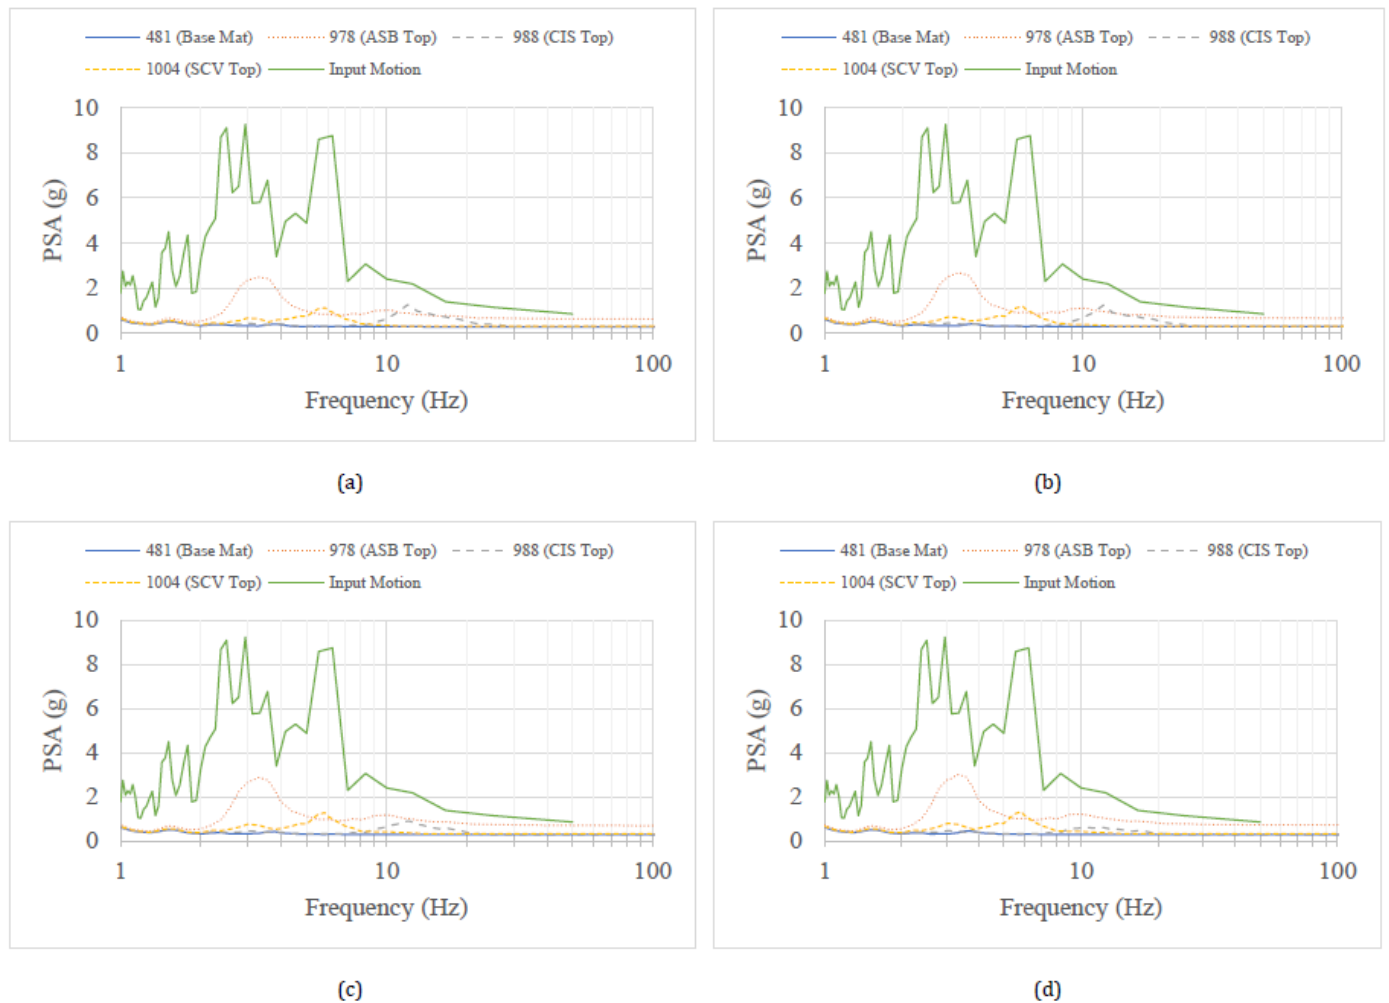 481 (Base Mat) 978 (ASB Top) 988 (CIS Top)
1004 (SCV Top) Input Motion
10
8
6
4
2
0
PSA (g)
1 10 100
Frequency (Hz)
(a)
481 (Base Mat) 978 (ASB Top) 988 (CIS Top)
1004 (SCV Top) Input Motion
10
8
6
4
2
0
PSA (g)
1 10 100
Frequency (Hz)
(b)
481 (Base Mat) 978 (ASB Top) 988 (CIS Top)
1004 (SCV Top) Input Motion
10
8
6
4
2
0
PSA (g)
1 10 100
Frequency (Hz)
(c)
481 (Base Mat) 978 (ASB Top) 988 (CIS Top)
1004 (SCV Top) Input Motion
10
8
6
4
2
0
PSA (g)
1 10 100
Frequency (Hz)
(d)